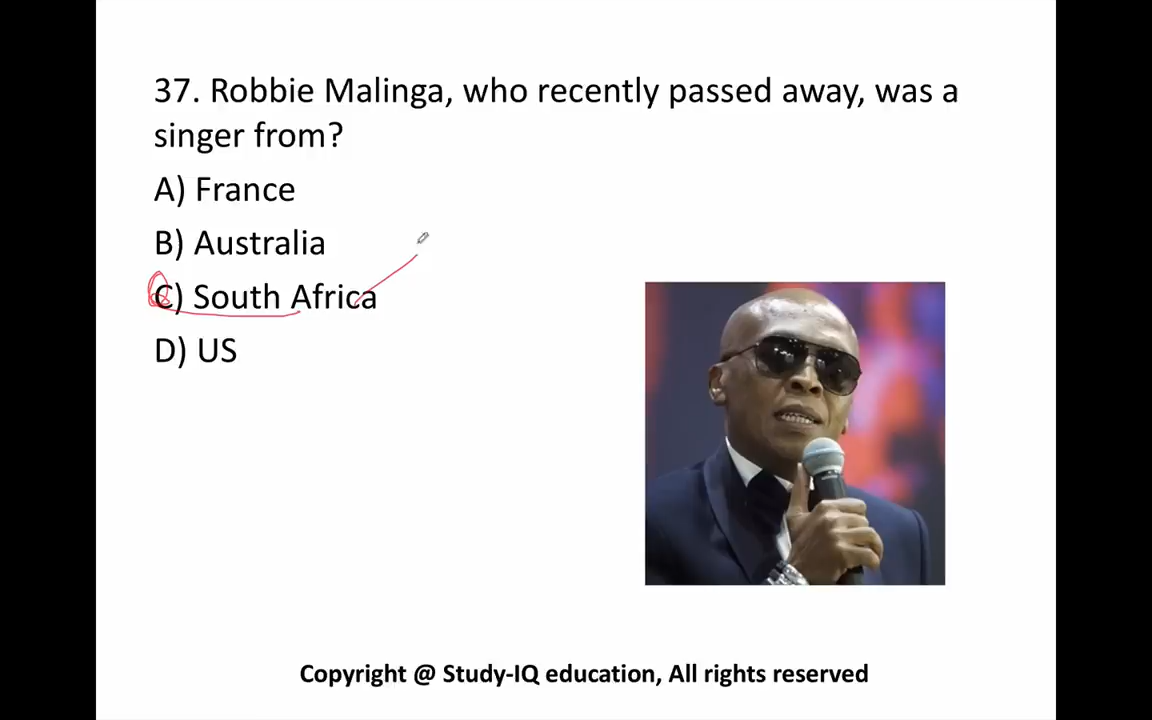 37. Robbie Malinga, who recently passed away, was a
singer from?
A) France
B) Australia
C) South Africa
D) US
Copyright @ Study-IQ education, All rights reserved